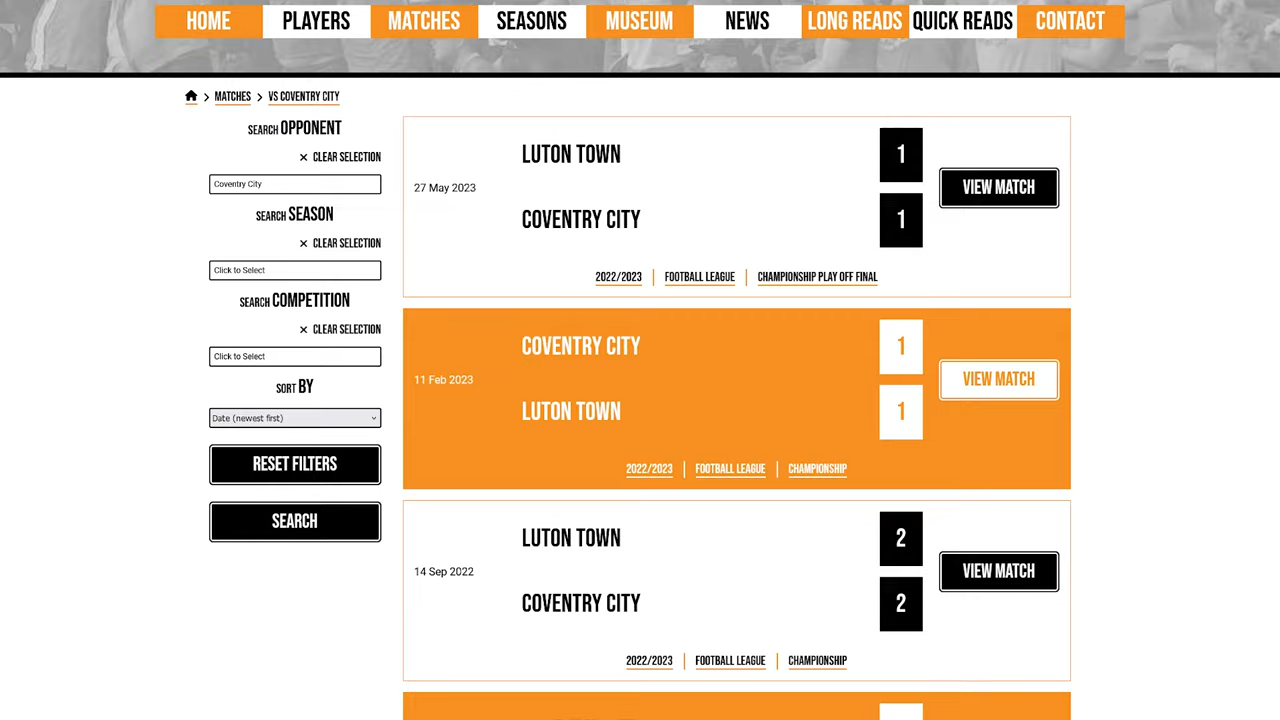 HOME PLAYERS MATCHES SEASONS MUSEUM NEWS LONG READS QUICK READS CONTACT
MATCHES VS COVENTRY CITY
SEARCH OPPONENT
× CLEAR SELECTION
Coventry City
SEARCH SEASON
× CLEAR SELECTION
Click to Select
SEARCH COMPETITION
× CLEAR SELECTION
Click to Select
SORT BY
Date (newest first)
RESET FILTERS
SEARCH
LUTON TOWN 1
27 May 2023
VIEW MATCH
COVENTRY CITY 1
2022/2023 FOOTBALL LEAGUE CHAMPIONSHIP PLAY OFF FINAL
COVENTRY CITY 1
11 Feb 2023
VIEW MATCH
LUTON TOWN 1
2022/2023 FOOTBALL LEAGUE CHAMPIONSHIP
LUTON TOWN 2
14 Sep 2022
VIEW MATCH
COVENTRY CITY 2
2022/2023 FOOTBALL LEAGUE CHAMPIONSHIP